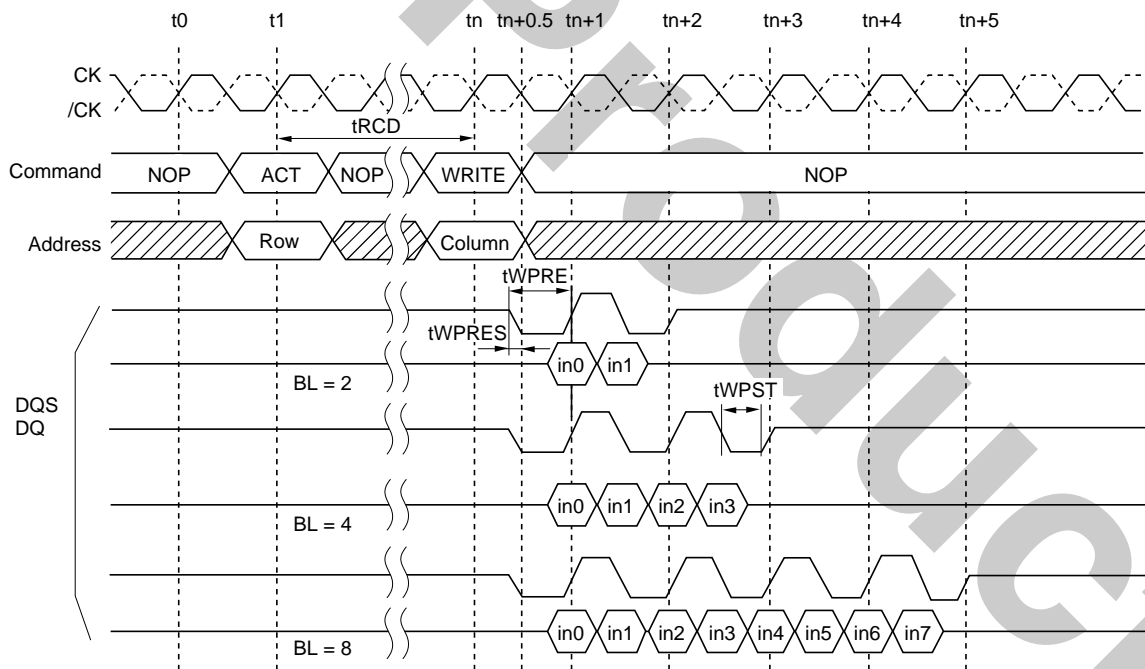 t0 t1 tn tn+0.5 tn+1 tn+2 tn+3 tn+4 tn+5
CK
/CK
tRCD
Command NOP ACT NOP WRITE NOP
Address Row Column
tWPRE
tWPRES
in0 in1
BL = 2
tWPST
DQS
DQ
in0 in1 in2 in3
BL = 4
in0 in1 in2 in3 in4 in5 in6 in7
BL = 8
Product